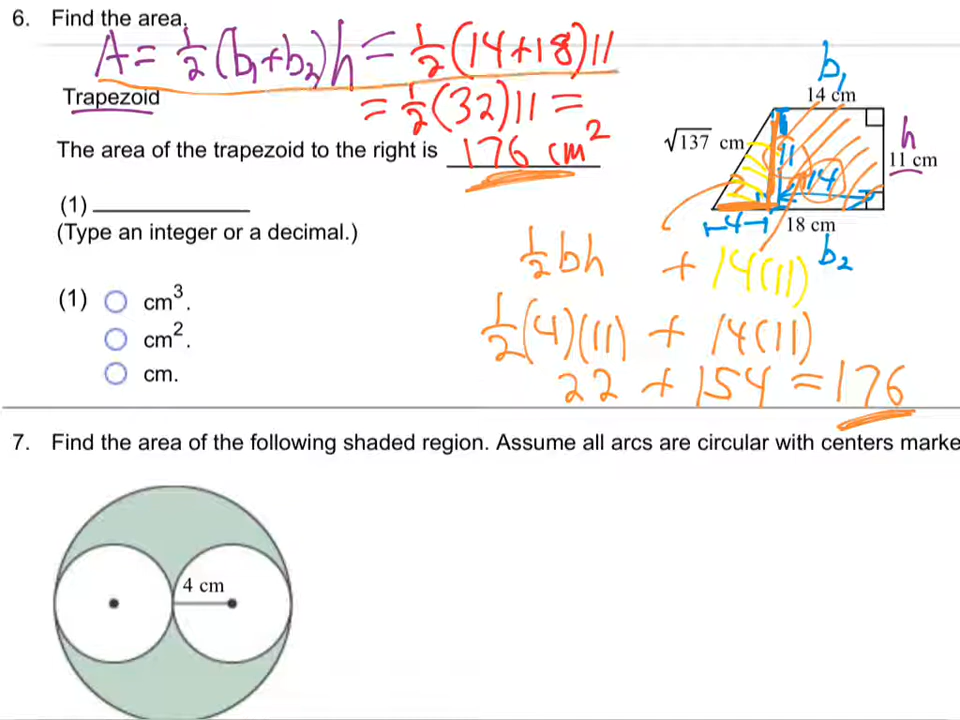 6. Find the area.
A = 1/2 (b₁+b₂)h = 1/2 (14+18)11
Trapezoid
= 1/2 (32)11 =
The area of the trapezoid to the right is 176 cm²
(1)
(Type an integer or a decimal.)
(1) cm³.
cm².
cm.
b₁
14 cm
√137 cm
11
h
11 cm
14
4
18 cm
b₂
1/2 bh + 14(11)
1/2 (4)(11) + 14(11)
22 + 154 = 176
7. Find the area of the following shaded region. Assume all arcs are circular with centers marke
4 cm